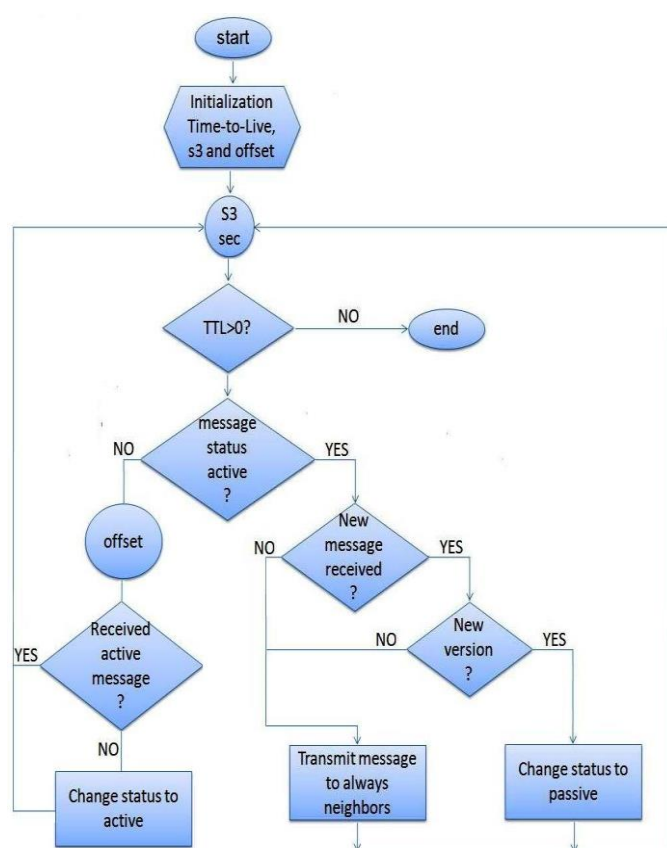 start
Initialization
Time-to-Live,
s3 and offset
S3
sec
TTL>0?
NO
end
message
status
active
?
NO
YES
offset
New
message
received
?
NO
YES
Received
active
message
?
YES
NO
New
version
?
NO
YES
Change status to
active
Transmit message
to always
neighbors
Change status to
passive